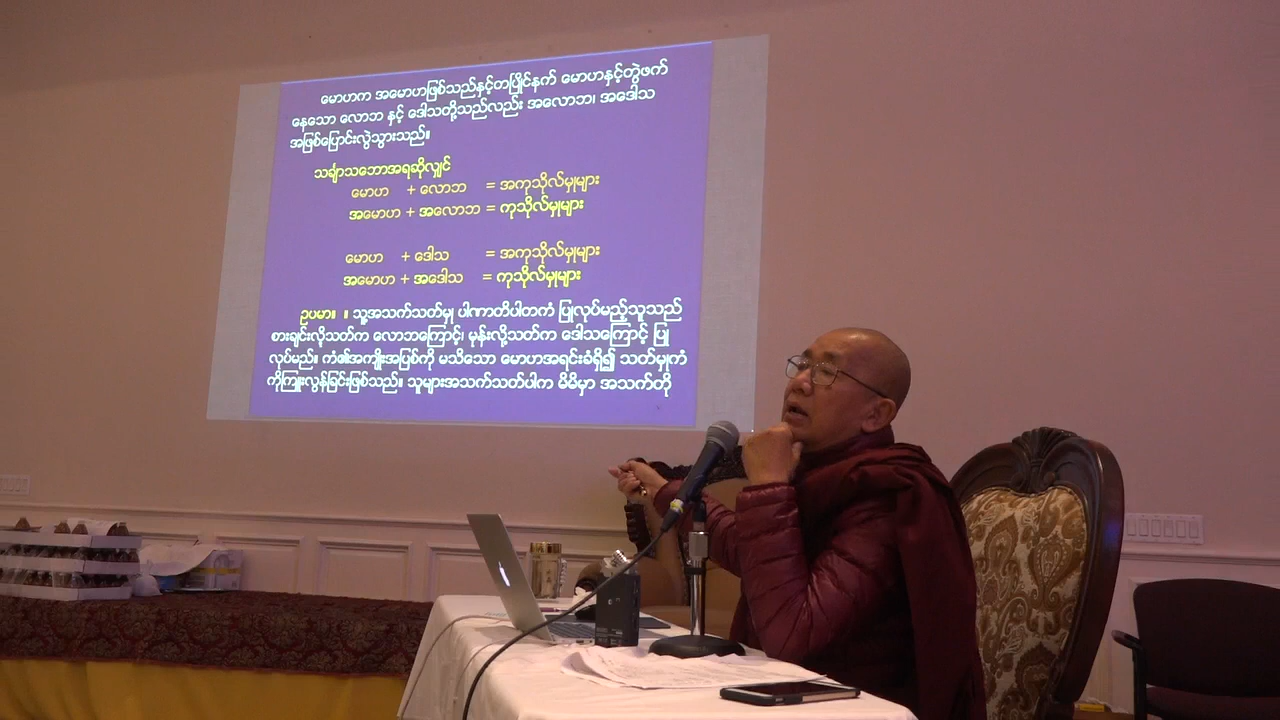 မောဟက အမောဟဖြစ်သည်နှင့်တပြိုင်နက် မောဟနှင့်တွဲဖက်
နေသော လောဘ နှင့် ဒေါသတို့သည်လည်း အလောဘ၊ အဒေါသ
အဖြစ်ပြောင်းလွဲသွားသည်။
သင်္ချာသဘောအရဆိုလျှင်
မောဟ + လောဘ = အကုသိုလ်မှုများ
အမောဟ + အလောဘ = ကုသိုလ်မှုများ
မောဟ + ဒေါသ = အကုသိုလ်မှုများ
အမောဟ + အဒေါသ = ကုသိုလ်မှုများ
ဥပမာ။ ။ သူ့အသက်သတ်မှု ပါဏာတိပါတကံ ပြုလုပ်မည့်သူသည်
စားချင်းလို့သတ်က လောဘကြောင့်၊ မုန်းလို့သတ်က ဒေါသကြောင့် ပြု
လုပ်မည်။ ကံ၏အကျိုးအပြစ်ကို မသိသော မောဟအရင်းခံရှိ၍ သတ်မှုကံ
ကိုကြူးလွန်ခြင်းဖြစ်သည်။ သူများအသက်သတ်ပါက မိမိမှာ အသက်တို